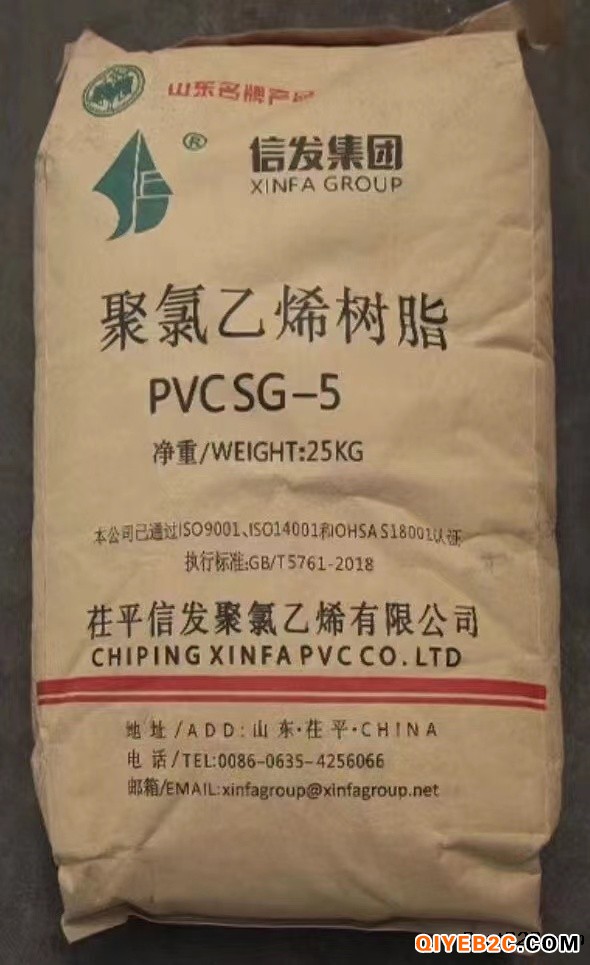 山东名牌产品
®
信发集团
XINFA GROUP
聚氯乙烯树脂
PVC SG-5
净重/WEIGHT:25KG
本公司已通过ISO9001、ISO14001和OHSAS18001认证
执行标准:GB/T5761-2018
茌平信发聚氯乙烯有限公司
CHIPING XINFA PVC CO. LTD
地址/ADD:山东·茌平·CHINA
电话/TEL:0086-0635-4256066
邮箱/EMAIL:xinfagroup@xinfagroup.net
QIYEB2C.COM